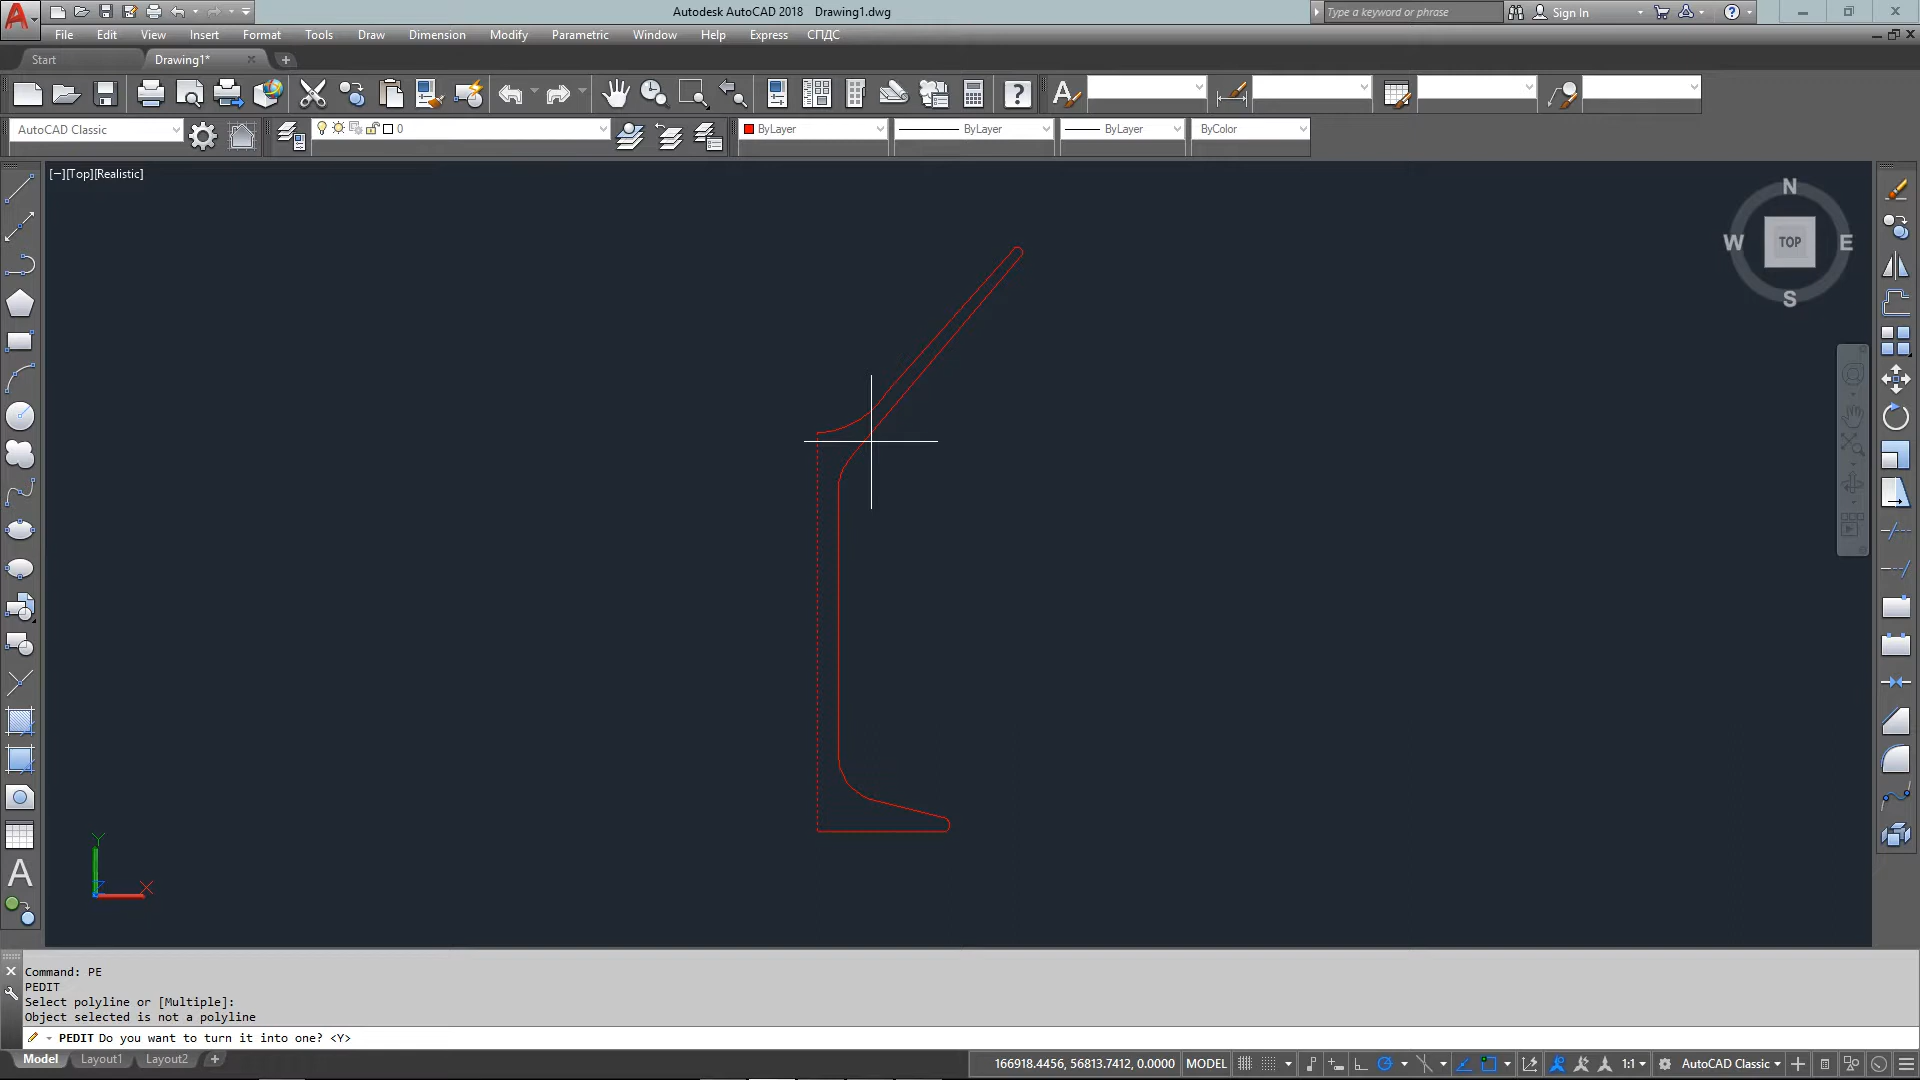 Autodesk AutoCAD 2018 Drawing1.dwg
Type a keyword or phrase
Sign In
File Edit View Insert Format Tools Draw Dimension Modify Parametric Window Help Express СПДС
Start
Drawing1*
AutoCAD Classic
0
ByLayer
ByLayer
ByLayer
ByColor
[−][Top][Realistic]
N
W
TOP
E
S
Y
X
Command: PE
PEDIT
Select polyline or [Multiple]:
Object selected is not a polyline
PEDIT Do you want to turn it into one? <Y>
Model Layout1 Layout2
166918.4456, 56813.7412, 0.0000 MODEL
1:1
AutoCAD Classic